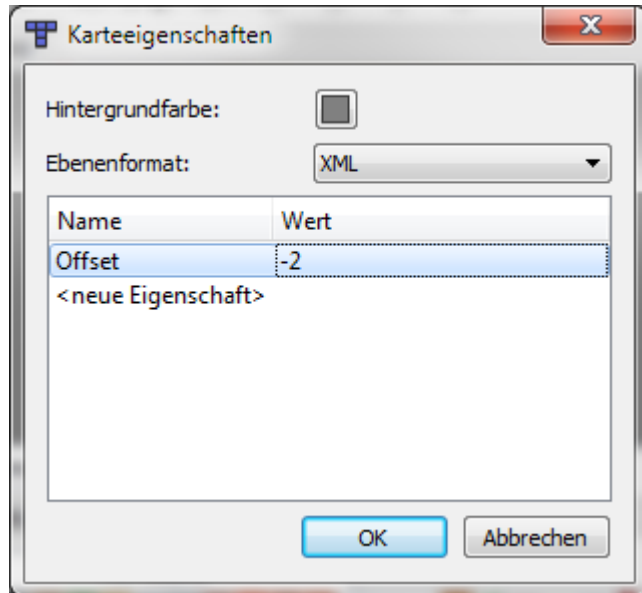 Karteeigenschaften
Hintergrundfarbe:
Ebenenformat: XML
Name Wert
Offset -2
<neue Eigenschaft>
OK Abbrechen